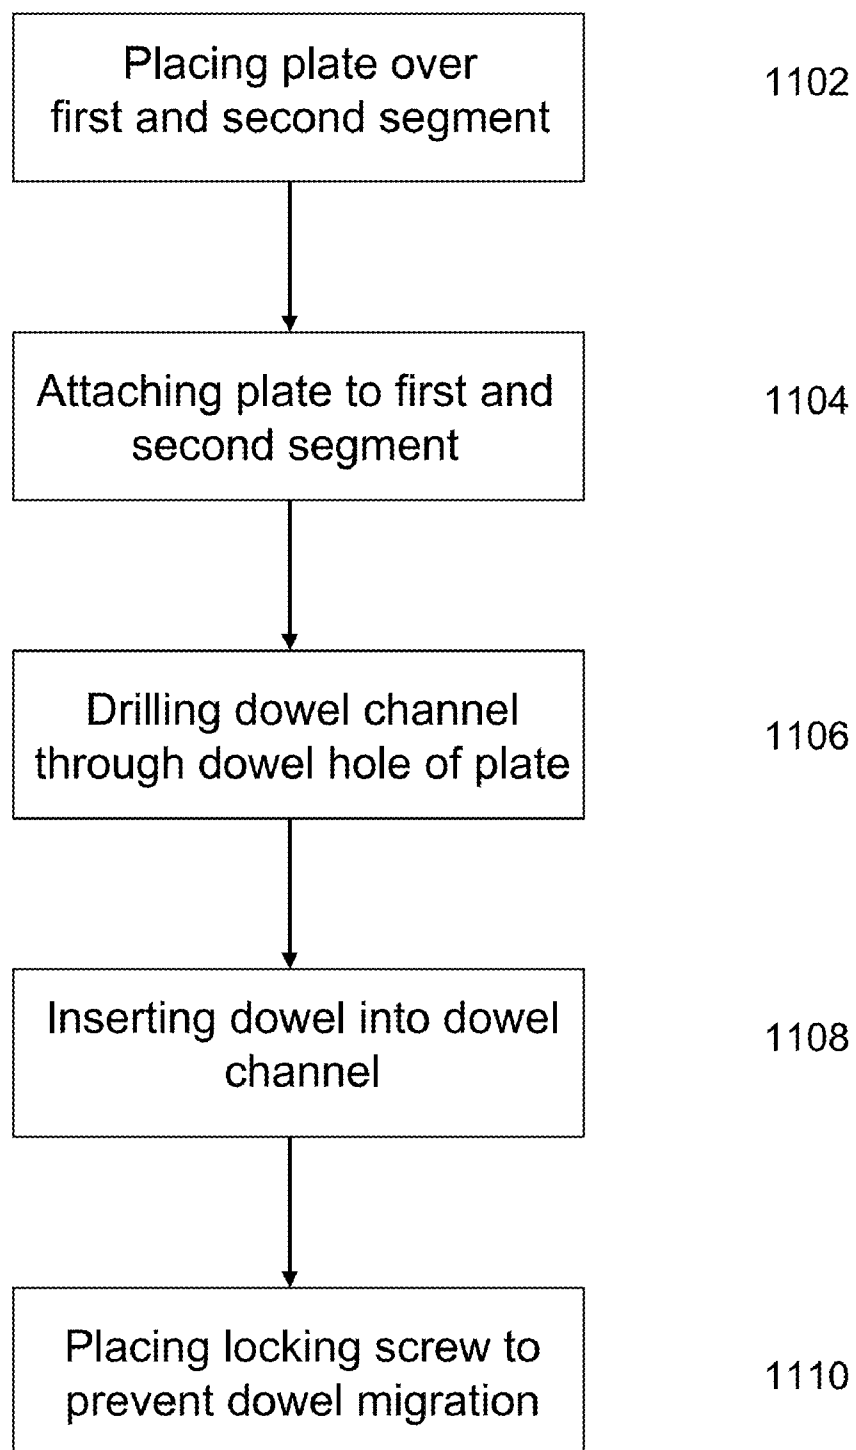 Placing plate over
first and second segment
1102
Attaching plate to first and
second segment
1104
Drilling dowel channel
through dowel hole of plate
1106
Inserting dowel into dowel
channel
1108
Placing locking screw to
prevent dowel migration
1110